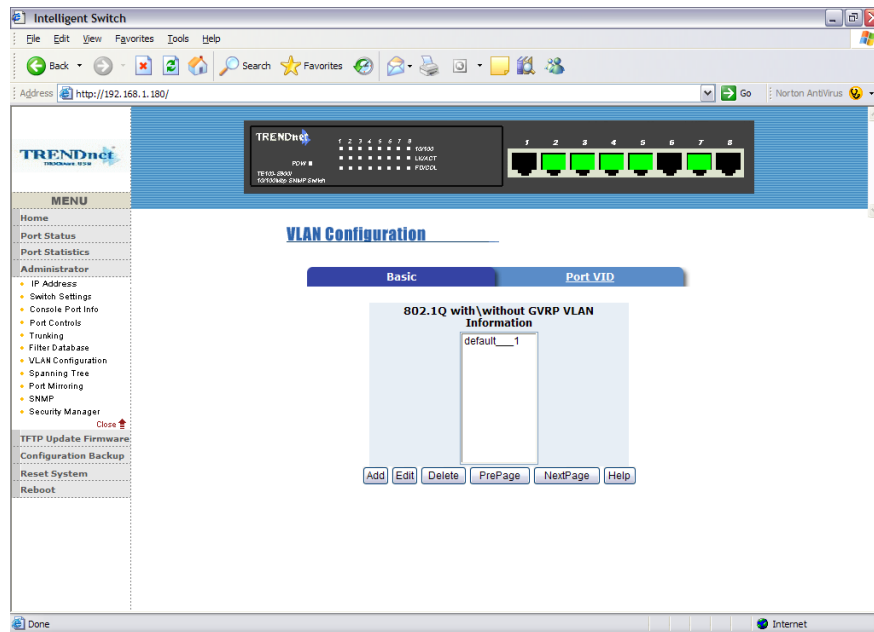 Intelligent Switch
File Edit View Favorites Tools Help
Back Search Favorites
Address http://192.168.1.180/ Go Norton AntiVirus
TRENDnet
TRENDnet
1 2 3 4 5 6 7 8
10/100
LK/ACT
FD/COL
POW
10/100Mbps SNMP Switch
1 2 3 4 5 6 7 8
MENU
Home
Port Status
Port Statistics
Administrator
IP Address
Switch Settings
Console Port Info
Port Controls
Trunking
Filter Database
VLAN Configuration
Spanning Tree
Port Mirroring
SNMP
Security Manager
Close
TFTP Update Firmware
Configuration Backup
Reset System
Reboot
VLAN Configuration
Basic Port VID
802.1Q with\without GVRP VLAN
Information
default___1
Add Edit Delete PrePage NextPage Help
Done Internet